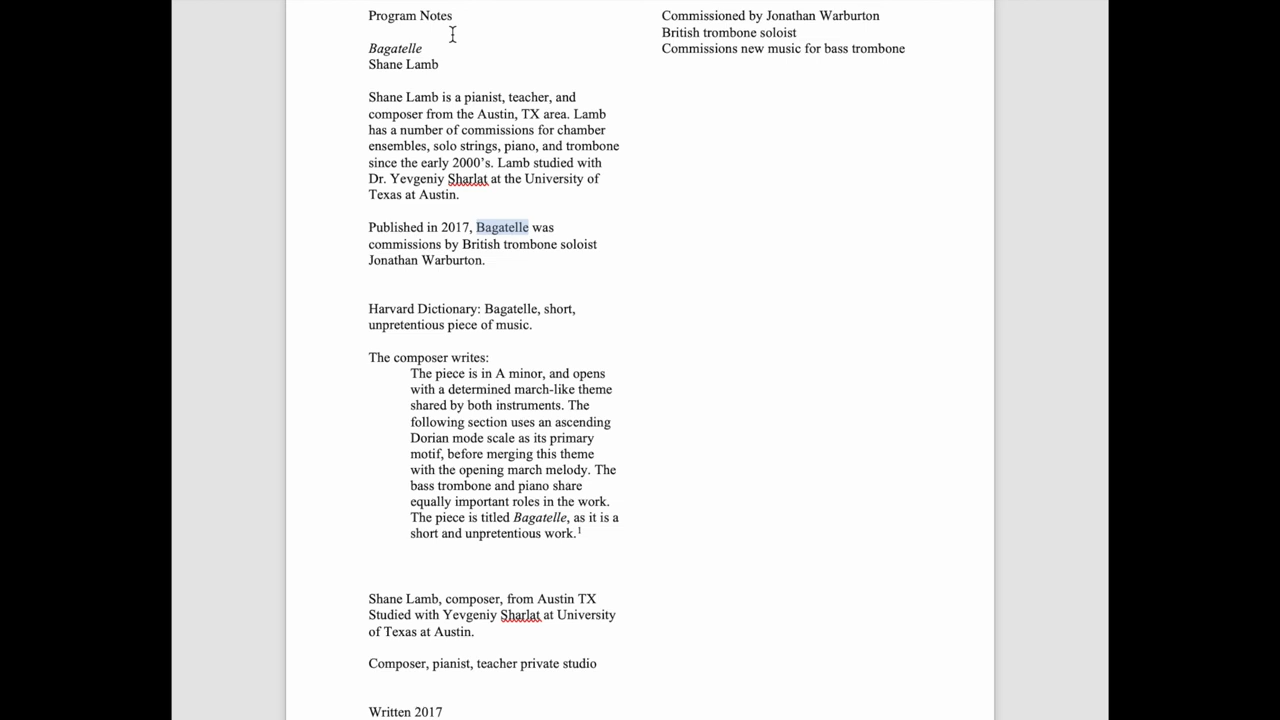 Program Notes
Bagatelle
Shane Lamb
Shane Lamb is a pianist, teacher, and
composer from the Austin, TX area. Lamb
has a number of commissions for chamber
ensembles, solo strings, piano, and trombone
since the early 2000’s. Lamb studied with
Dr. Yevgeniy Sharlat at the University of
Texas at Austin.
Published in 2017, Bagatelle was
commissions by British trombone soloist
Jonathan Warburton.
Harvard Dictionary: Bagatelle, short,
unpretentious piece of music.
The composer writes:
The piece is in A minor, and opens
with a determined march-like theme
shared by both instruments. The
following section uses an ascending
Dorian mode scale as its primary
motif, before merging this theme
with the opening march melody. The
bass trombone and piano share
equally important roles in the work.
The piece is titled Bagatelle, as it is a
short and unpretentious work.1
Shane Lamb, composer, from Austin TX
Studied with Yevgeniy Sharlat at University
of Texas at Austin.
Composer, pianist, teacher private studio
Written 2017
Commissioned by Jonathan Warburton
British trombone soloist
Commissions new music for bass trombone